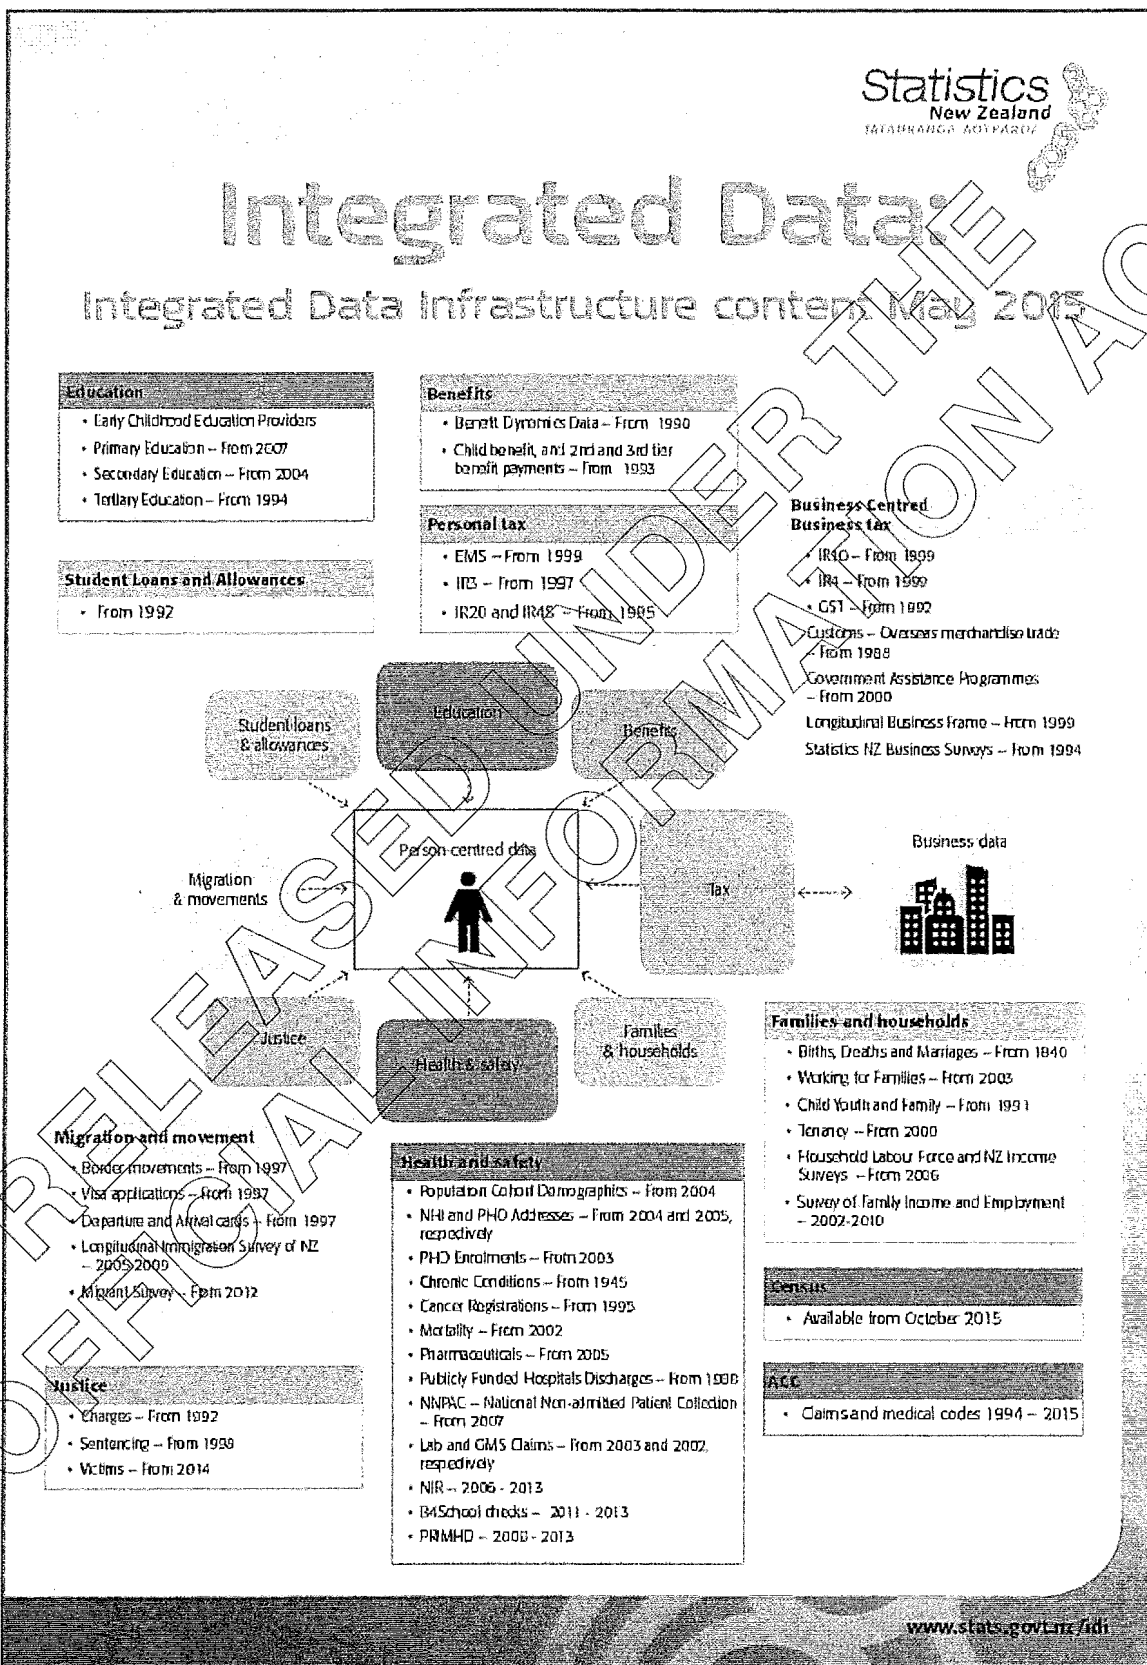 Statistics
New Zealand
TATAURANGA AOTEAROA
Integrated Data:
Integrated Data Infrastructure content May 2015
Education
• Early Childhood Education Providers
• Primary Education – From 2007
• Secondary Education – From 2004
• Tertiary Education – From 1994
Student Loans and Allowances
• From 1992
Benefits
• Benefit Dynamics Data – From 1990
• Child benefit, and 2nd and 3rd tier
benefit payments – From 1993
Personal tax
• EMS – From 1999
• IR3 – From 1997
• IR20 and IR48 – From 1995
Business Centred
Business tax
• IR10 – From 1999
• IR4 – From 1999
• GST – From 1992
Customs – Overseas merchandise trade
– From 1988
Government Assistance Programmes
– From 2000
Longitudinal Business Frame – From 1999
Statistics NZ Business Surveys – From 1994
Student loans
& allowances
Education
Benefits
Person-centred data
Migration
& movements
Tax
Business data
Justice
Health & safety
Families
& households
Migration and movement
• Border movements – From 1997
• Visa applications – From 1997
• Departure and Arrival cards – From 1997
• Longitudinal Immigration Survey of NZ
– 2005-2009
• Migrant Survey – From 2012
Justice
• Charges – From 1992
• Sentencing – From 1998
• Victims – From 2014
Health and safety
• Population Cohort Demographics – From 2004
• NHI and PHO Addresses – From 2004 and 2005,
respectively
• PHO Enrolments – From 2003
• Chronic Conditions – From 1945
• Cancer Registrations – From 1995
• Mortality – From 2002
• Pharmaceuticals – From 2005
• Publicly Funded Hospitals Discharges – From
• NNPAC – National Non-admitted Patient Collection
– From 2007
• Lab and GMS Claims – From 2003 and 2002,
respectively
• NIR – 2006 - 2013
• B4School checks – 2011 - 2013
• PRIMHD – 2008 - 2013
Families and households
• Births, Deaths and Marriages – From 1840
• Working for Families – From 2003
• Child Youth and Family – From 1991
• Tenancy – From 2000
• Household Labour Force and NZ Income
Surveys – From 2006
• Survey of Family Income and Employment
– 2002-2010
Census
• Available from October 2015
ACC
• Claims and medical codes 1994 – 2015
www.stats.govt.nz/idi
RELEASED UNDER THE
OFFICIAL INFORMATION AC